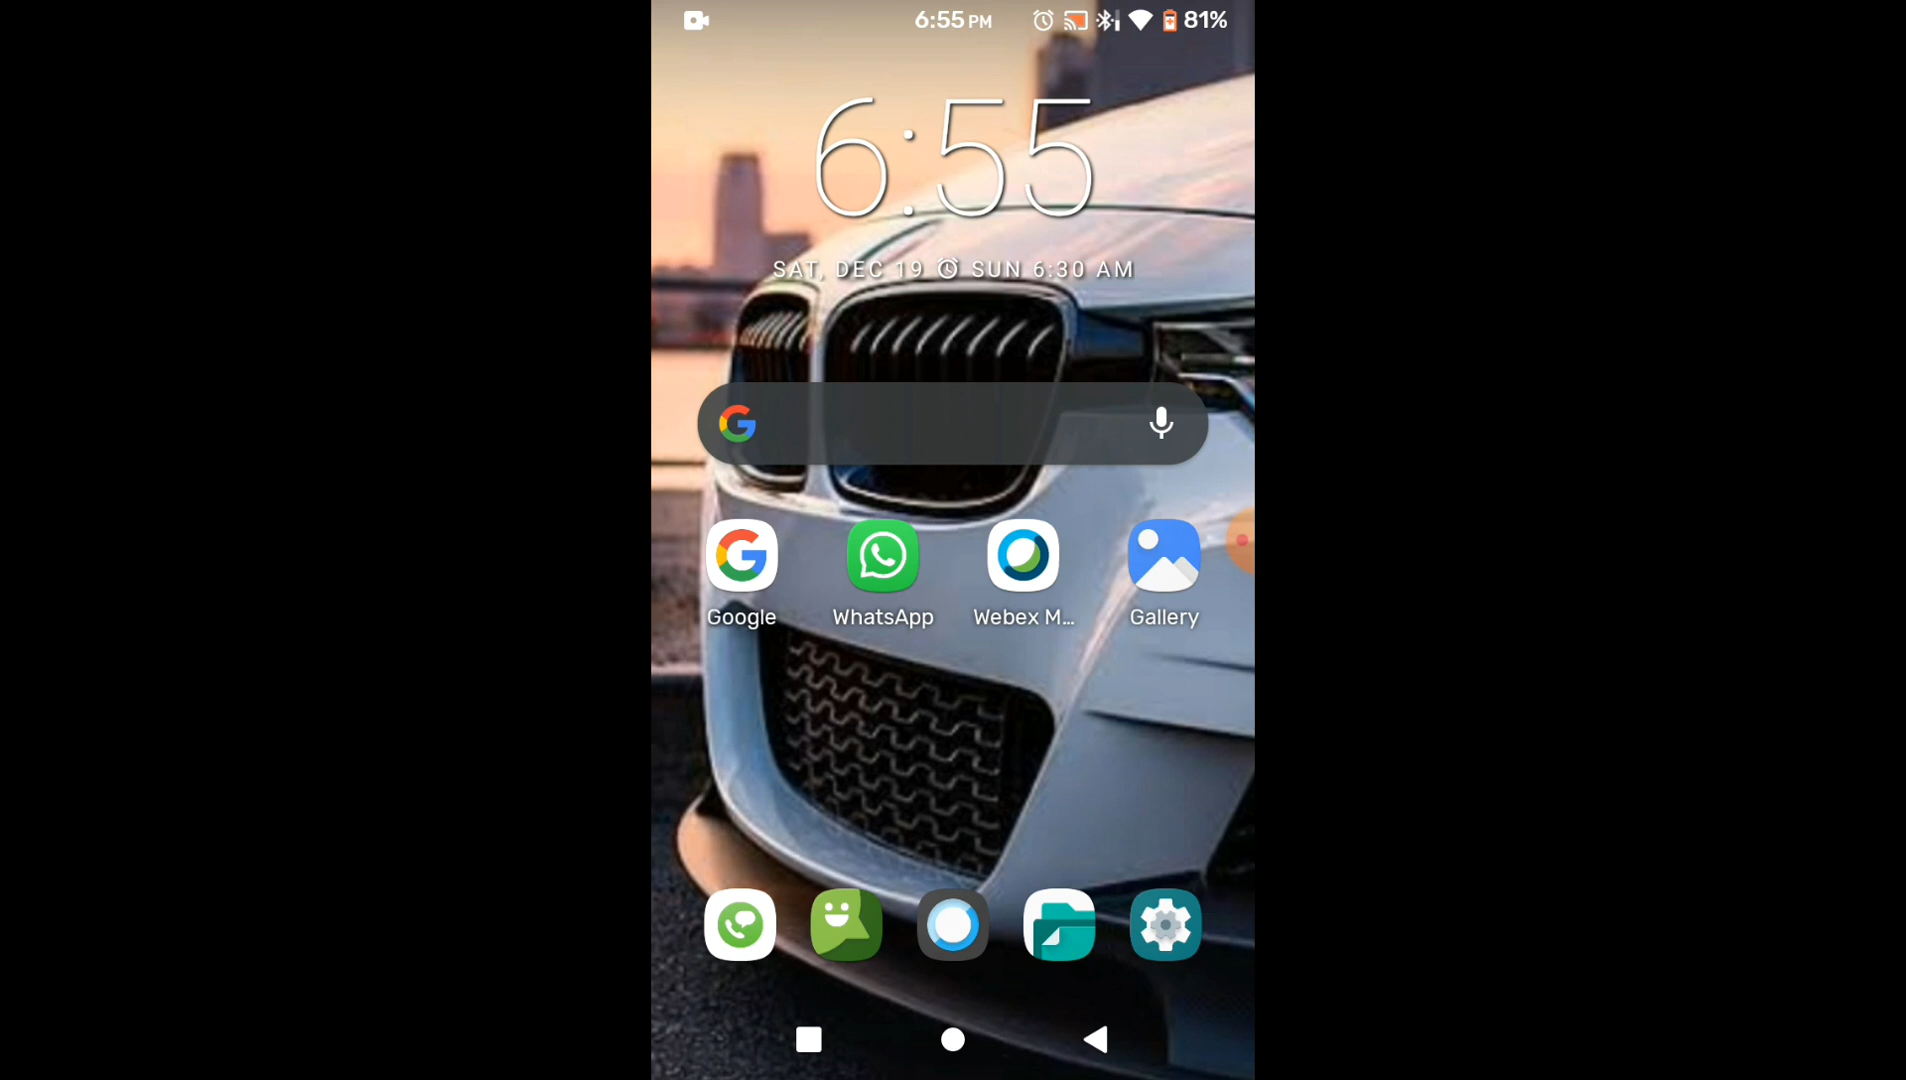 6:55 PM 81%
6:55
SAT, DEC 19 SUN 6:30 AM
Google WhatsApp Webex M... Gallery